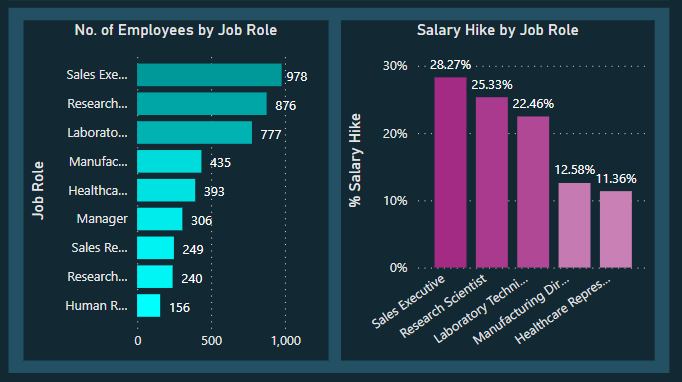 No. of Employees by Job Role
Job Role
Sales Exe... 978
Research... 876
Laborato... 777
Manufac... 435
Healthca... 393
Manager 306
Sales Re... 249
Research... 240
Human R... 156
0 500 1,000
Salary Hike by Job Role
% Salary Hike
30%
20%
10%
0%
28.27%
25.33%
22.46%
12.58%
11.36%
Sales Executive
Research Scientist
Laboratory Techni...
Manufacturing Dir...
Healthcare Repres...